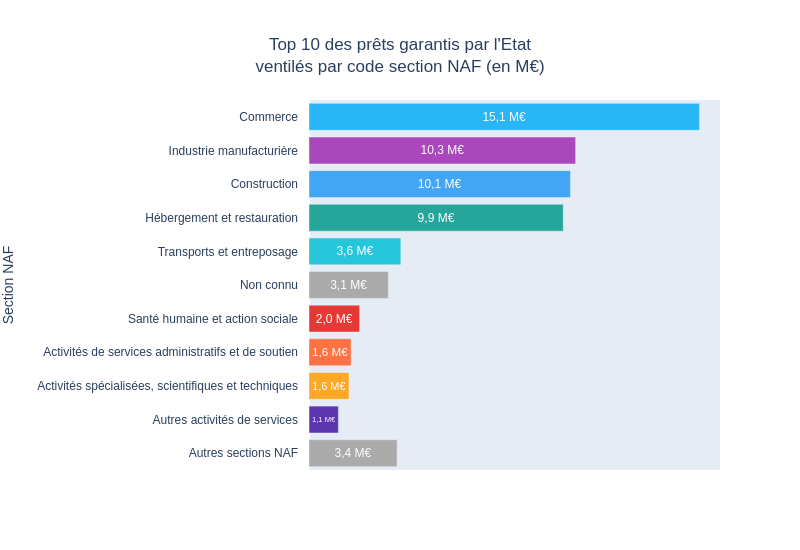 Top 10 des prêts garantis par l'Etat
ventilés par code section NAF (en M€)
Section NAF
Commerce 15,1 M€
Industrie manufacturière 10,3 M€
Construction 10,1 M€
Hébergement et restauration 9,9 M€
Transports et entreposage 3,6 M€
Non connu 3,1 M€
Santé humaine et action sociale 2,0 M€
Activités de services administratifs et de soutien 1,6 M€
Activités spécialisées, scientifiques et techniques 1,6 M€
Autres activités de services 1,1 M€
Autres sections NAF 3,4 M€